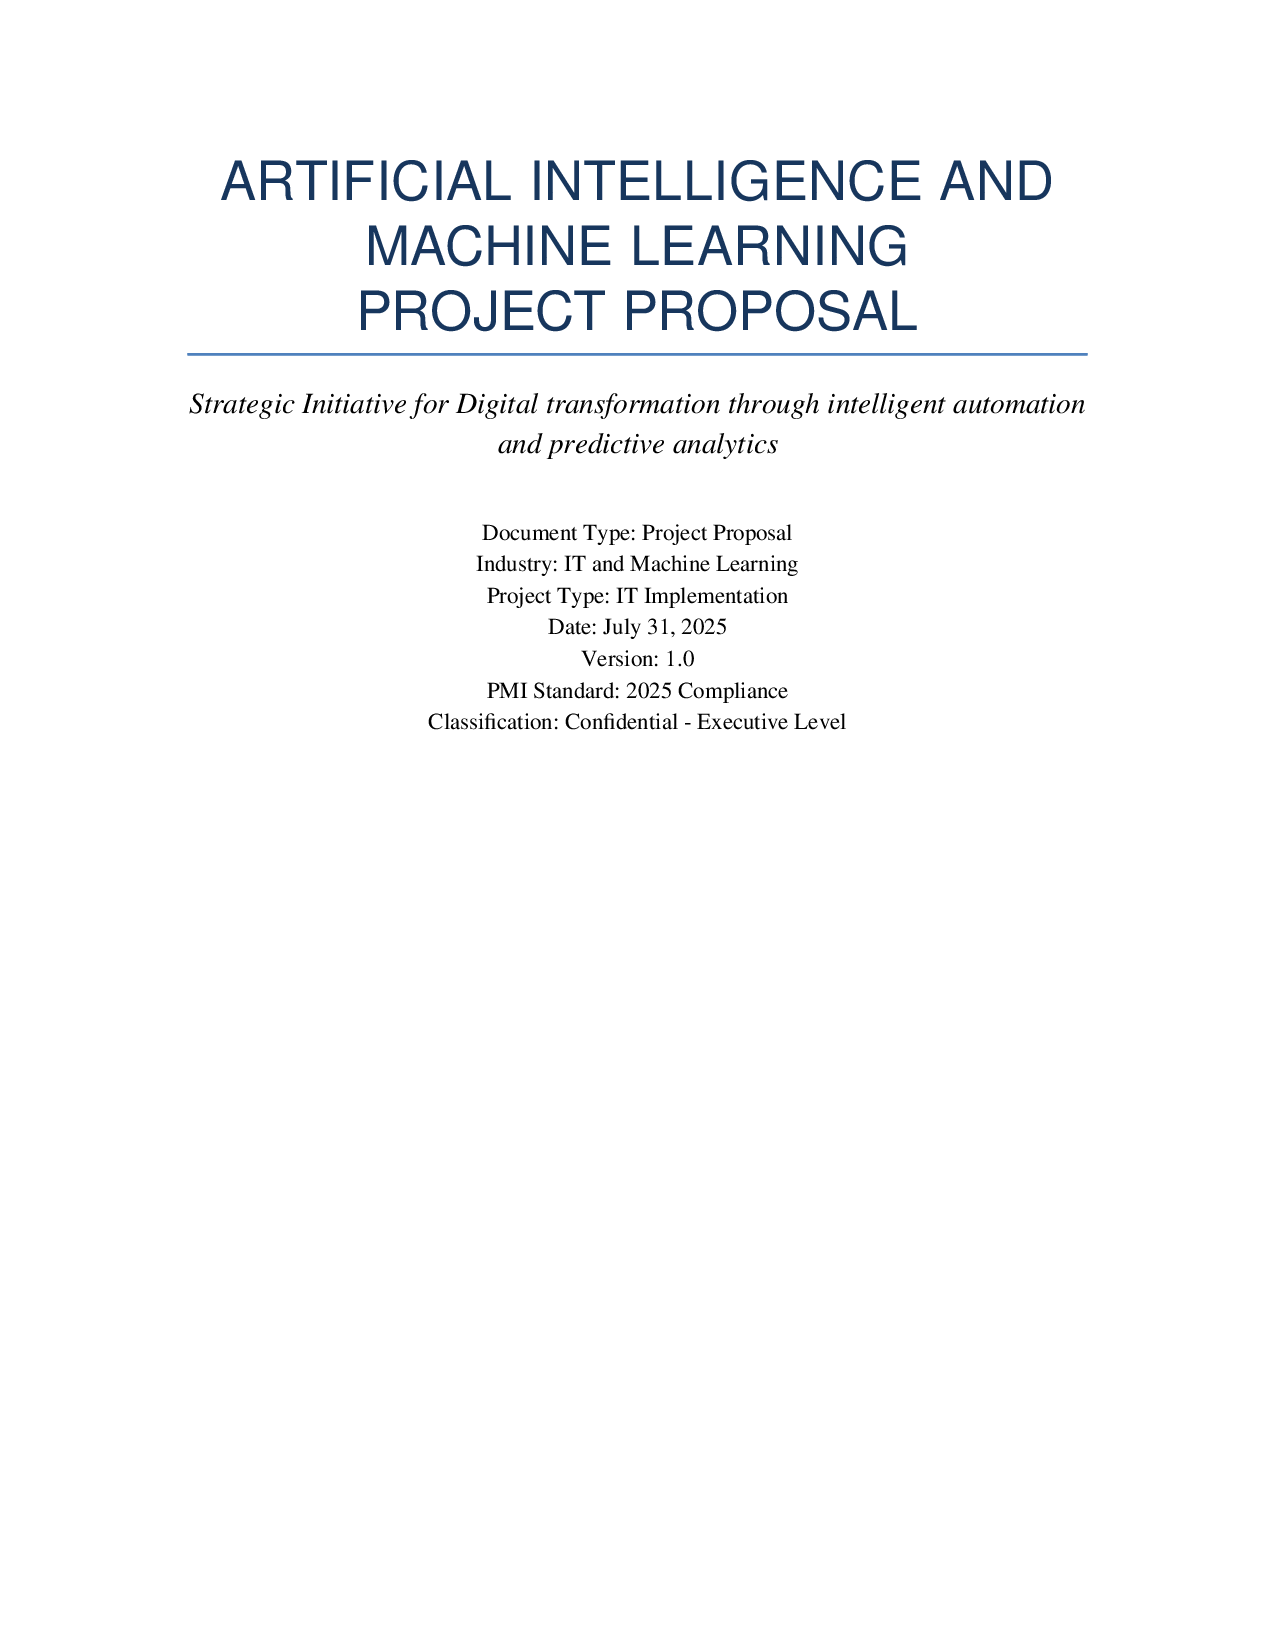 ARTIFICIAL INTELLIGENCE AND
MACHINE LEARNING
PROJECT PROPOSAL
Strategic Initiative for Digital transformation through intelligent automation
and predictive analytics
Document Type: Project Proposal
Industry: IT and Machine Learning
Project Type: IT Implementation
Date: July 31, 2025
Version: 1.0
PMI Standard: 2025 Compliance
Classification: Confidential - Executive Level